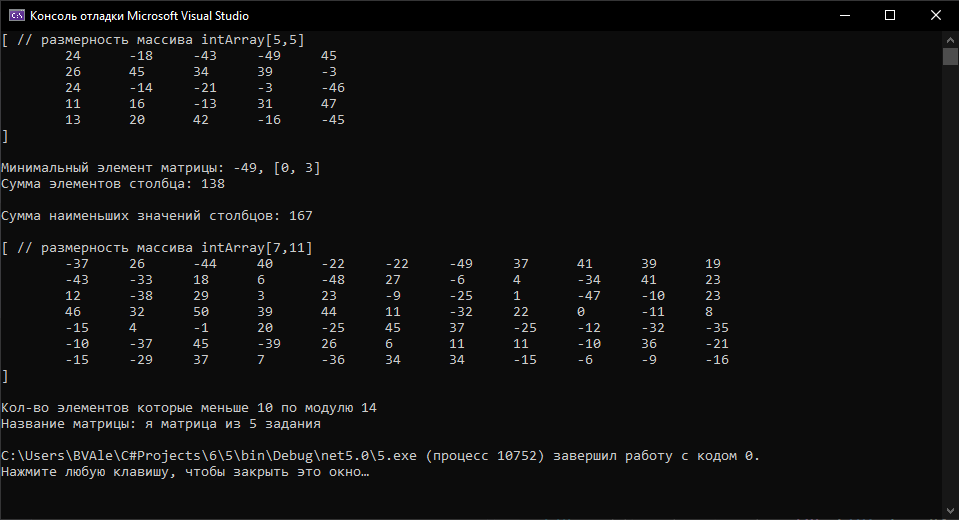 Консоль отладки Microsoft Visual Studio
[ // размерность массива intArray[5,5]
24 -18 -43 -49 45
26 45 34 39 -3
24 -14 -21 -3 -46
11 16 -13 31 47
13 20 42 -16 -45
]
Минимальный элемент матрицы: -49, [0, 3]
Сумма элементов столбца: 138
Сумма наименьших значений столбцов: 167
[ // размерность массива intArray[7,11]
-37 26 -44 40 -22 -22 -49 37 41 39 19
-43 -33 18 6 -48 27 -6 4 -34 41 23
12 -38 29 3 23 -9 -25 1 -47 -10 23
46 32 50 39 44 11 -32 22 0 -11 8
-15 4 -1 20 -25 45 37 -25 -12 -32 -35
-10 -37 45 -39 26 6 11 11 -10 36 -21
-15 -29 37 7 -36 34 34 -15 -6 -9 -16
]
Кол-во элементов которые меньше 10 по модулю 14
Название матрицы: я матрица из 5 задания
C:\Users\BVAle\C#Projects\6\5\bin\Debug\net5.0\5.exe (процесс 10752) завершил работу с кодом 0.
Нажмите любую клавишу, чтобы закрыть это окно…